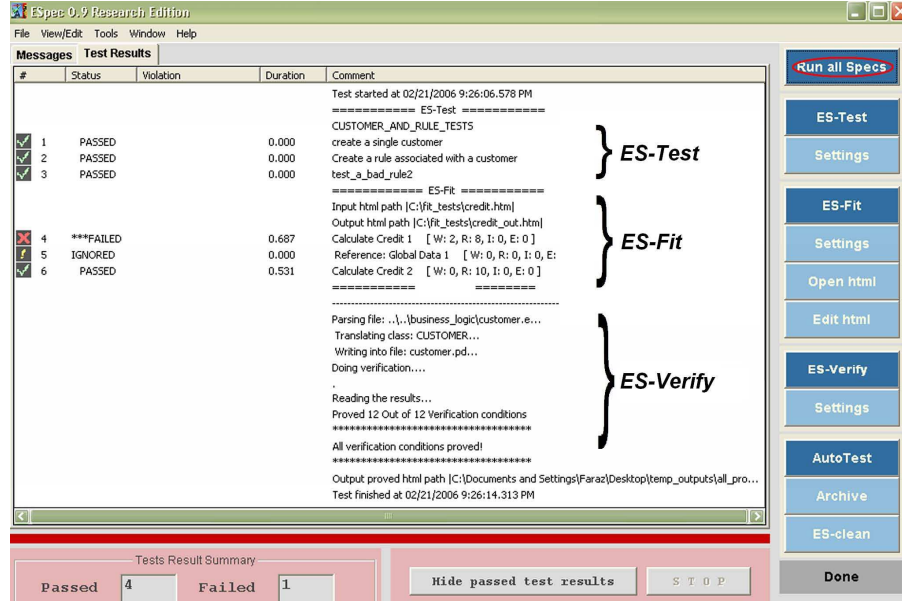 ESpec 0.9 Research Edition
File View/Edit Tools Window Help
Messages Test Results
# Status Violation Duration Comment
Test started at 02/21/2006 9:26:06.578 PM
=========== ES-Test ===========
CUSTOMER_AND_RULE_TESTS
1 PASSED 0.000 create a single customer
2 PASSED 0.000 Create a rule associated with a customer
3 PASSED 0.000 test_a_bad_rule2
ES-Test
============ ES-Fit ===========
Input html path |C:\fit_tests\credit.htm|
Output html path |C:\fit_tests\credit_out.htm|
4 ***FAILED 0.687 Calculate Credit 1 [ W: 2, R: 8, I: 0, E: 0 ]
5 IGNORED 0.000 Reference: Global Data 1 [ W: 0, R: 0, I: 0, E:
6 PASSED 0.531 Calculate Credit 2 [ W: 0, R: 10, I: 0, E: 0 ]
=========== ========
ES-Fit
------------------------------------------------------------
Parsing file: ..\..\business_logic\customer.e...
Translating class: CUSTOMER...
Writing into file: customer.pd...
Doing verification....
.
Reading the results...
Proved 12 Out of 12 Verification conditions
************************************
All verification conditions proved!
************************************
ES-Verify
Output proved html path |C:\Documents and Settings\Faraz\Desktop\temp_outputs\all_pro...
Test finished at 02/21/2006 9:26:14.313 PM
Run all Specs
ES-Test
Settings
ES-Fit
Settings
Open html
Edit html
ES-Verify
Settings
AutoTest
Archive
ES-clean
Done
Tests Result Summary
Passed 4 Failed 1
Hide passed test results
STOP